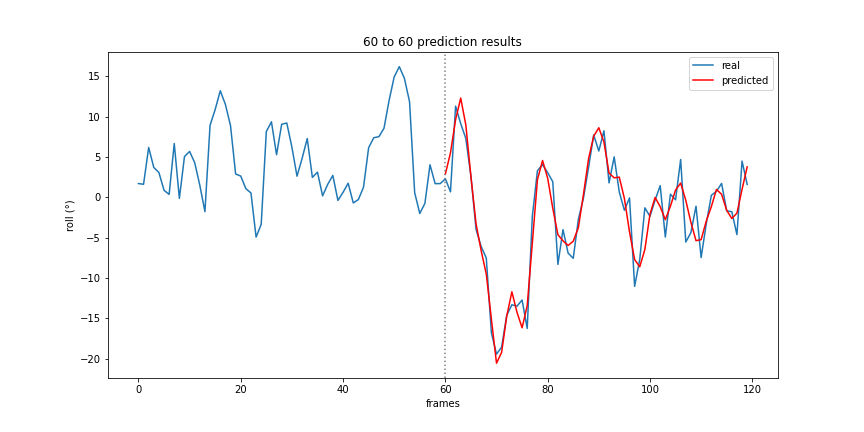 60 to 60 prediction results
real
predicted
15
10
5
0
−5
−10
−15
−20
roll (°)
0 20 40 60 80 100 120
frames